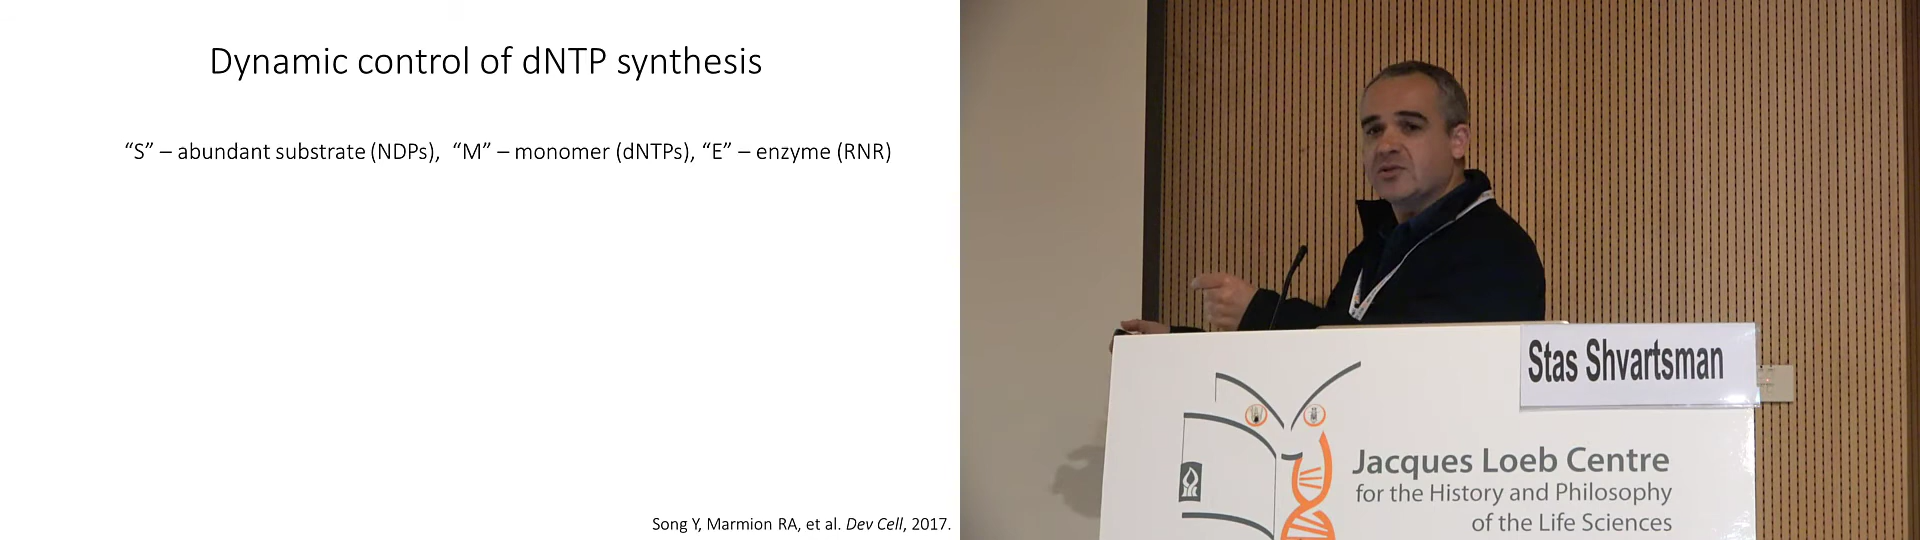 Dynamic control of dNTP synthesis
“S” – abundant substrate (NDPs),  “M” – monomer (dNTPs), “E” – enzyme (RNR)
Song Y, Marmion RA, et al. Dev Cell, 2017.
Stas Shvartsman
Jacques Loeb Centre
for the History and Philosophy
of the Life Sciences